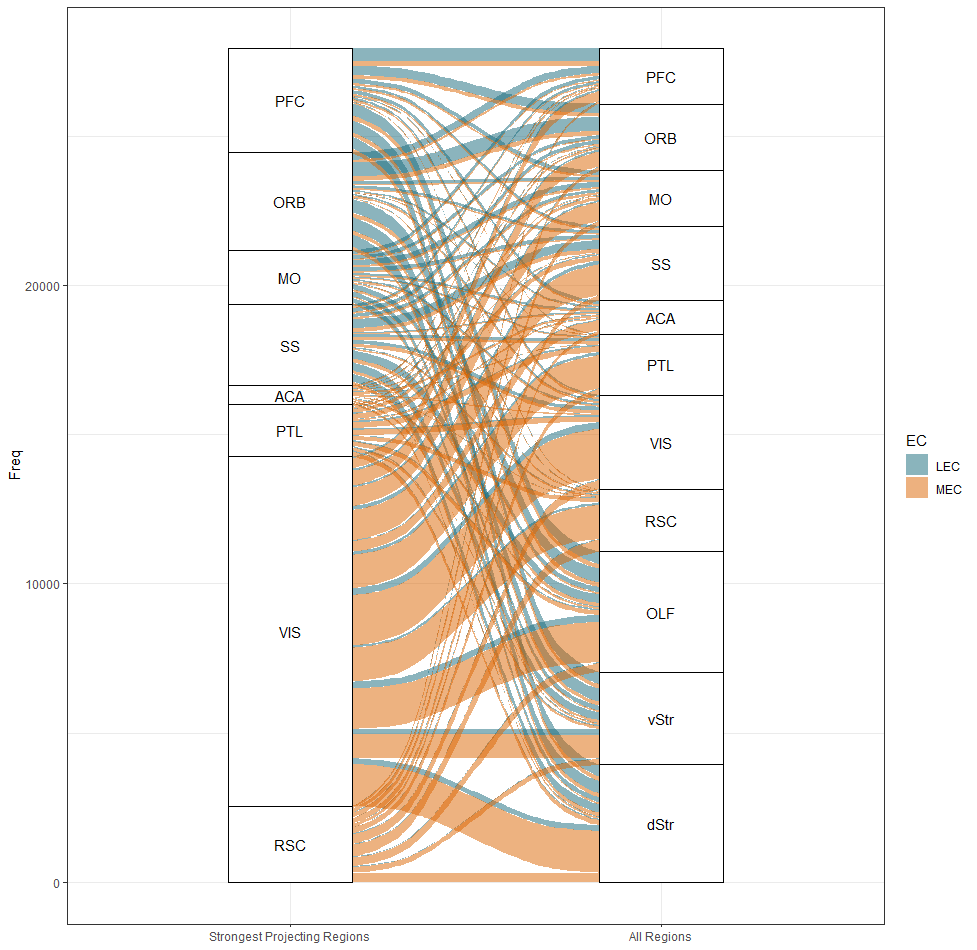 Freq
20000
10000
0
PFC
ORB
MO
SS
ACA
PTL
VIS
RSC
PFC
ORB
MO
SS
ACA
PTL
VIS
RSC
OLF
vStr
dStr
Strongest Projecting Regions
All Regions
EC
LEC
MEC